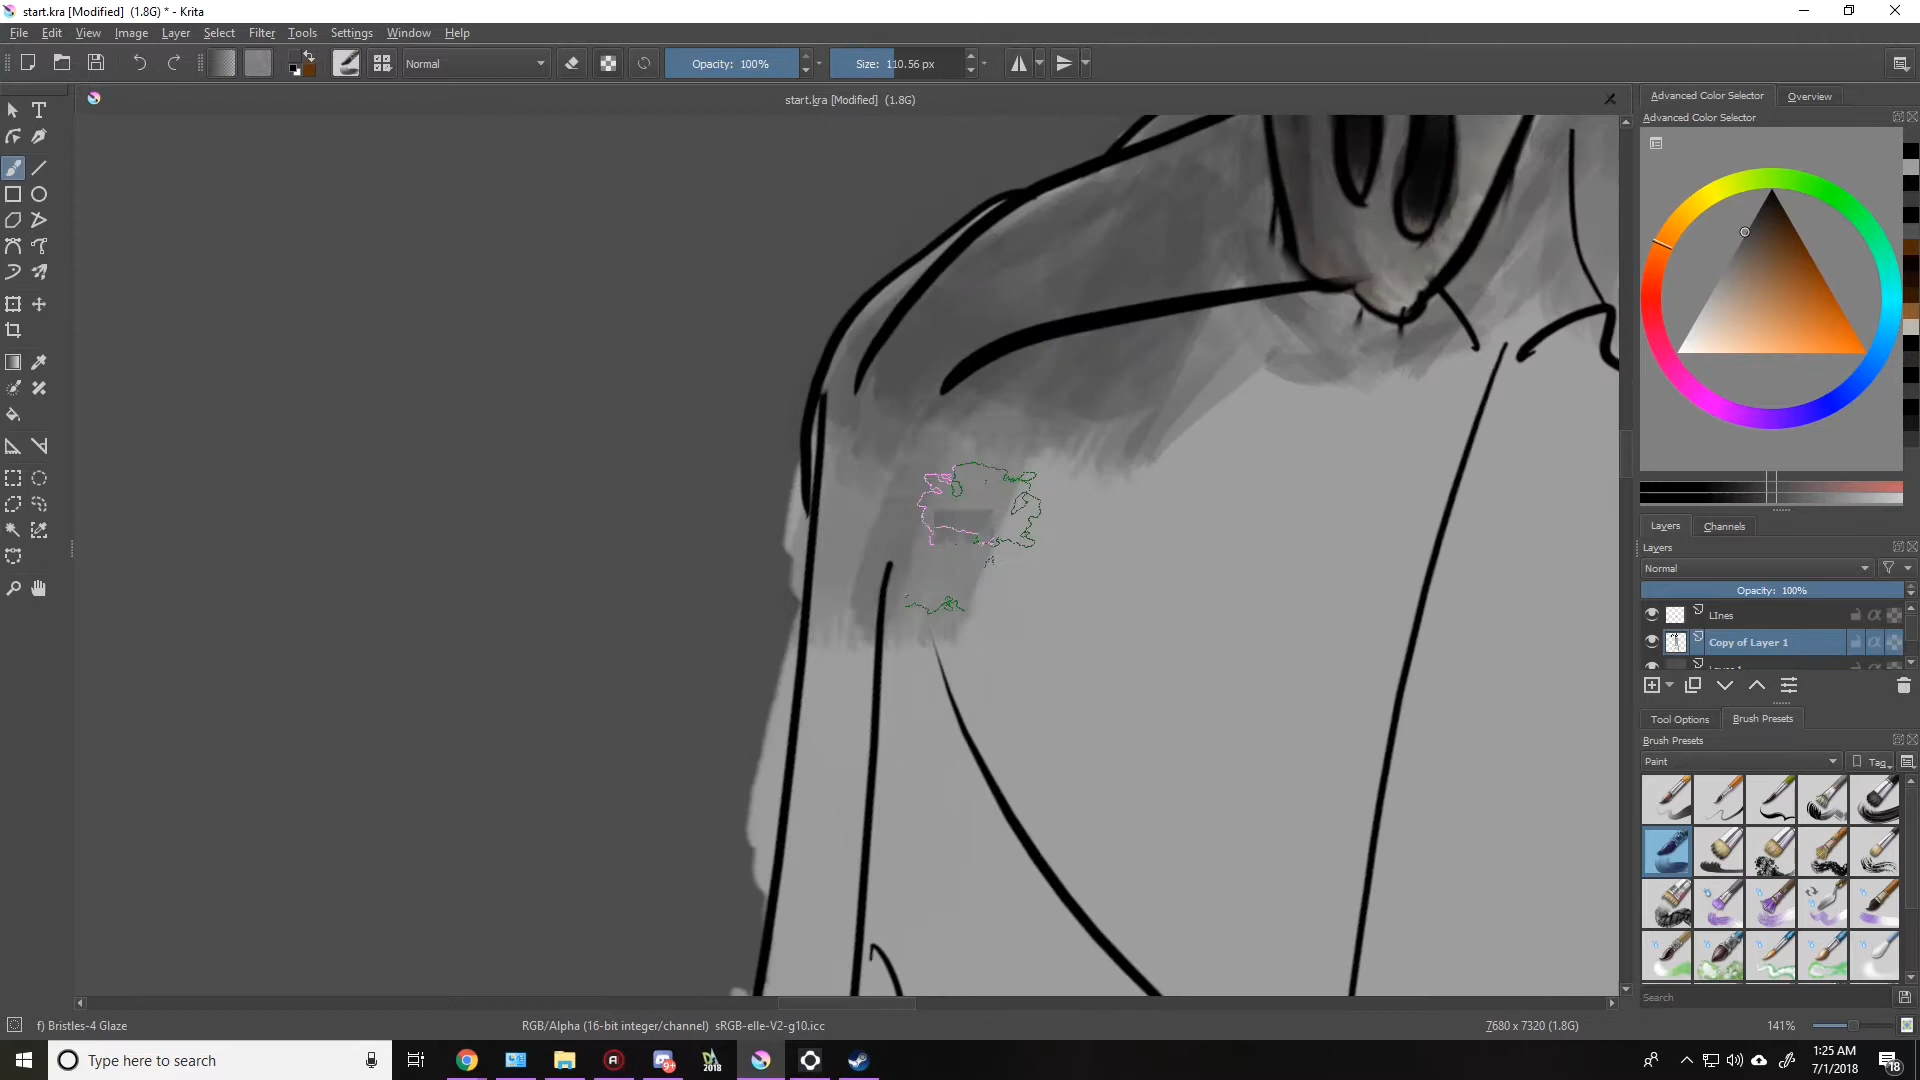 start.kra [Modified] (1.8G) * - Krita
File Edit View Image Layer Select Filter Tools Settings Window Help
Normal
Opacity: 100%
Size: 110.56 px
start.kra [Modified] (1.8G)
Advanced Color Selector Overview
Advanced Color Selector
Layers Channels
Layers
Normal
Opacity: 100%
LInes
Copy of Layer 1
Tool Options Brush Presets
Brush Presets
Paint Tag
Search
f) Bristles-4 Glaze
RGB/Alpha (16-bit integer/channel) sRGB-elle-V2-g10.icc
7680 x 7320 (1.8G)
141%
Type here to search
9+
2018
1:25 AM
7/1/2018
18